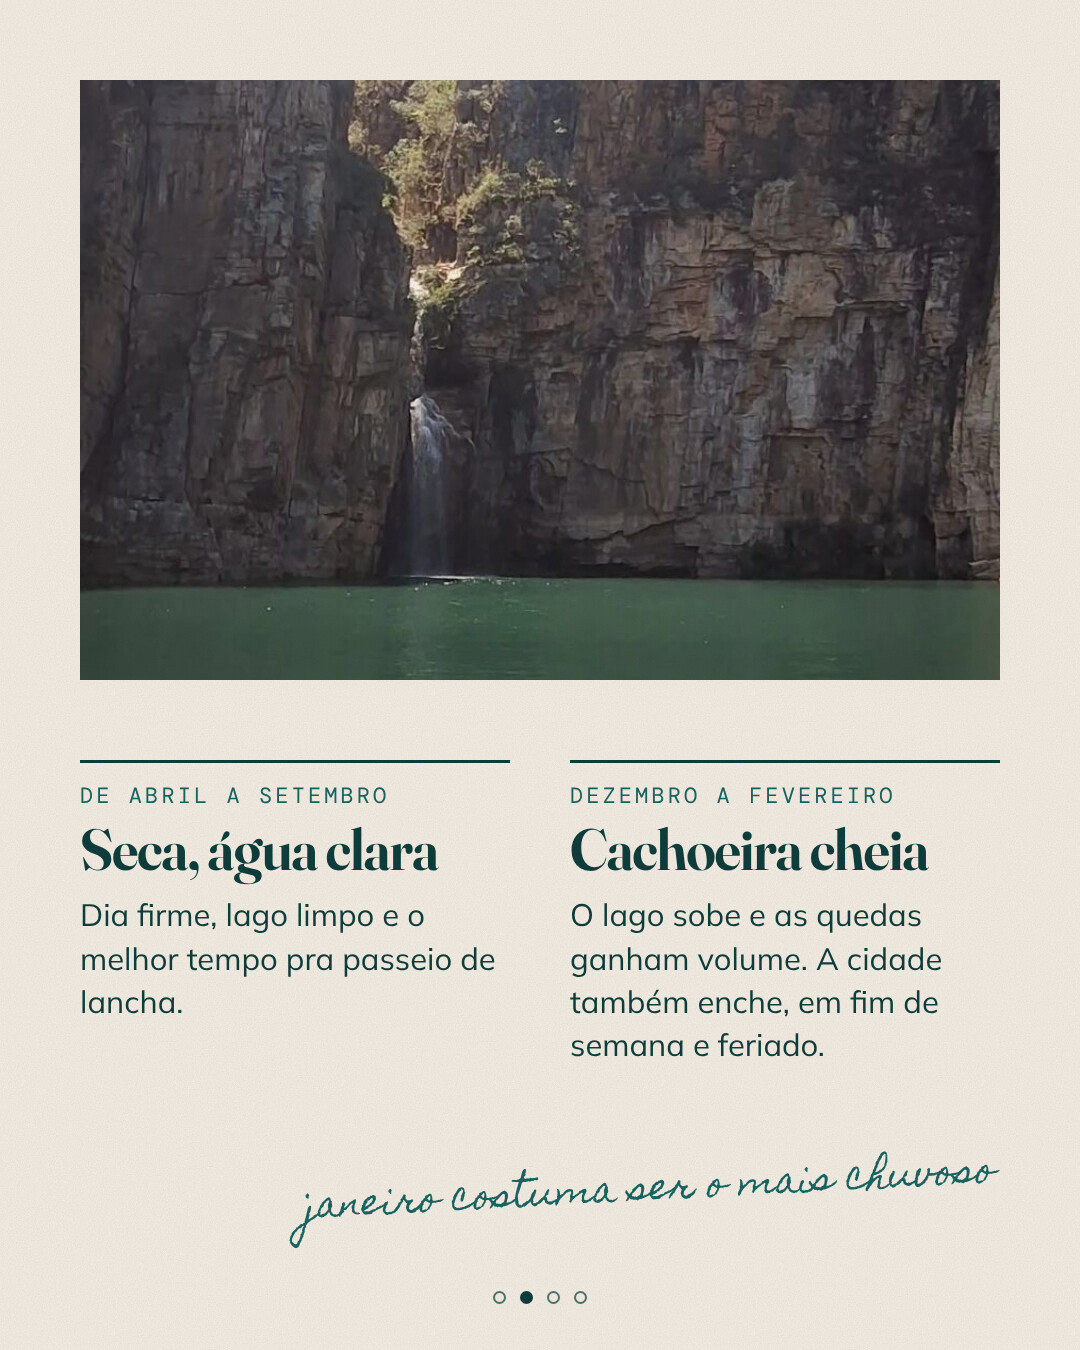 DE ABRIL A SETEMBRO
Seca, água clara
Dia firme, lago limpo e o
melhor tempo pra passeio de
lancha.
DEZEMBRO A FEVEREIRO
Cachoeira cheia
O lago sobe e as quedas
ganham volume. A cidade
também enche, em fim de
semana e feriado.
janeiro costuma ser o mais chuvoso